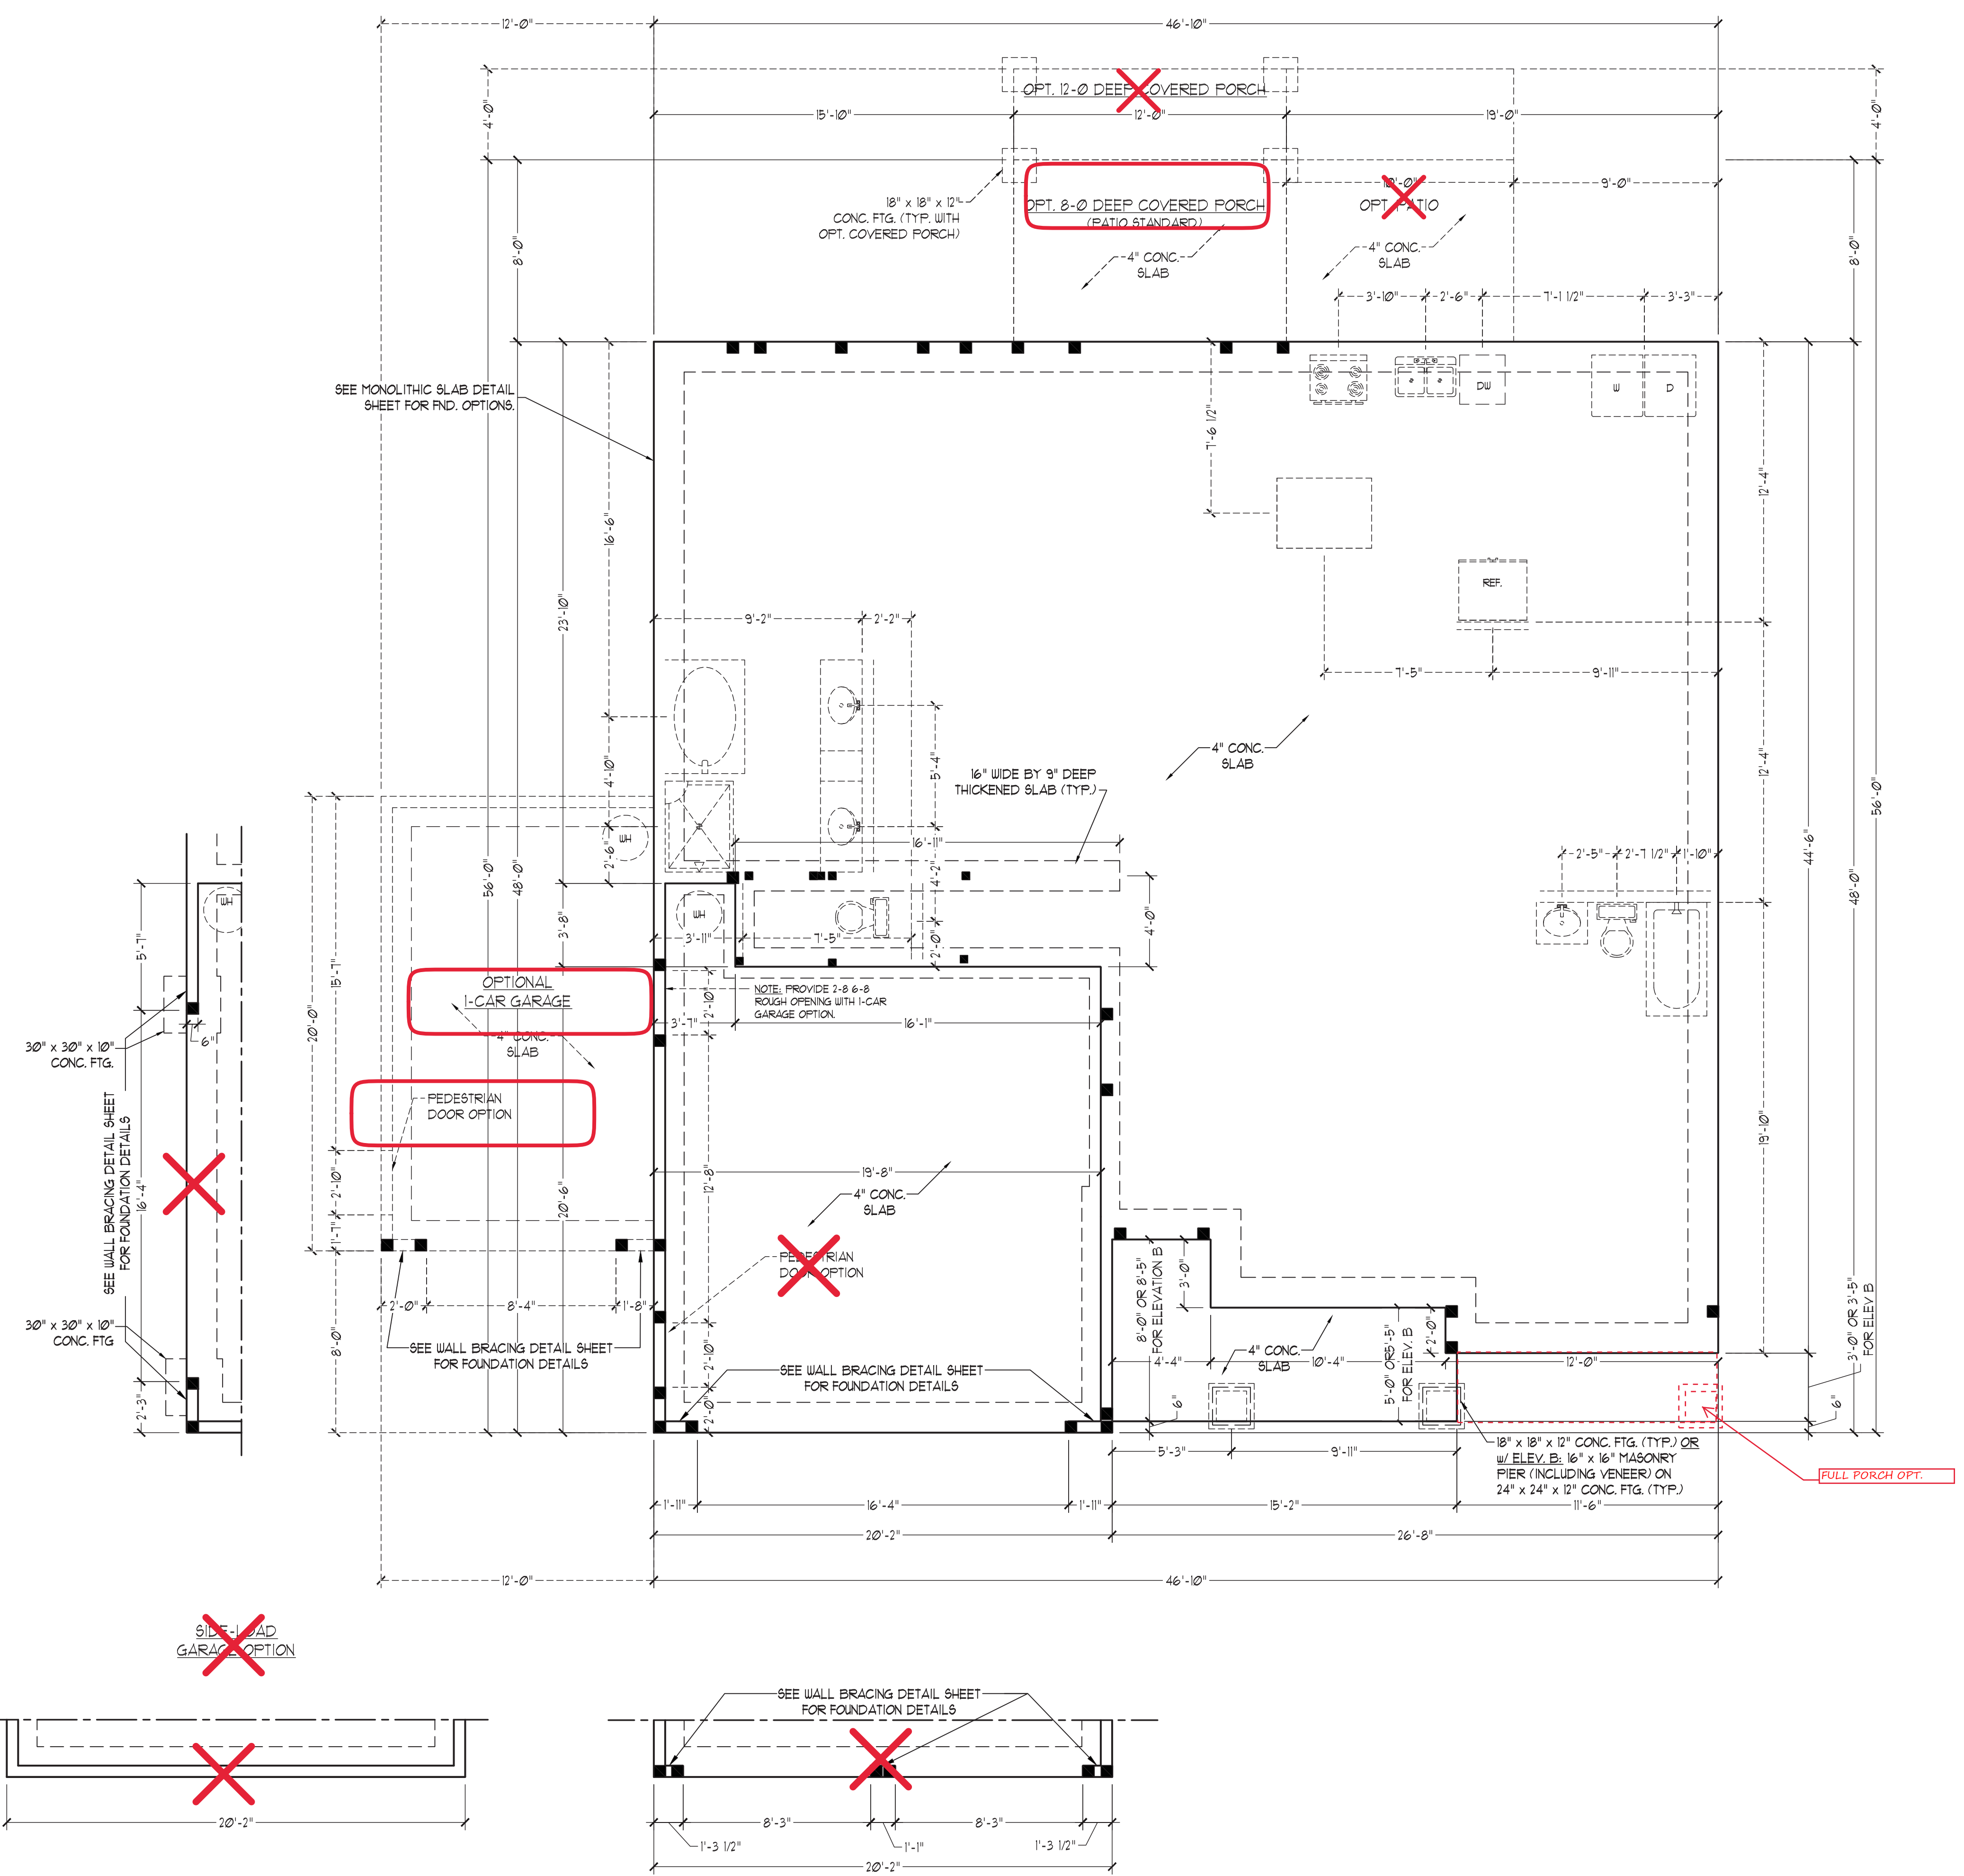 12'-0"
46'-10"
OPT. 12-0 DEEP COVERED PORCH
4'-0"
4'-0"
15'-10"
12'-0"
19'-0"
18" x 18" x 12"
CONC. FTG. (TYP. WITH
OPT. COVERED PORCH)
OPT. 8-0 DEEP COVERED PORCH
(PATIO STANDARD)
10'-0"
9'-0"
OPT. PATIO
8'-0"
8'-0"
4" CONC.
SLAB
4" CONC.
SLAB
3'-10"
2'-6"
7'-1 1/2"
3'-3"
SEE MONOLITHIC SLAB DETAIL
SHEET FOR FND. OPTIONS.
DW
W
D
7'-6 1/2"
12'-4"
16'-6"
23'-10"
REF.
9'-2"
2'-2"
7'-5"
9'-11"
4'-10"
5'-4"
4" CONC.
SLAB
12'-4"
16" WIDE BY 9" DEEP
THICKENED SLAB (TYP.)
56'-0"
WH
2'-6"
16'-11"
2'-5"
2'-7 1/2"
1'-10"
44'-6"
48'-0"
56'-0"
48'-0"
4'-2"
WH
WH
3'-8"
3'-11"
7'-5"
2'-0"
4'-0"
5'-7"
15'-7"
20'-0"
OPTIONAL
1-CAR GARAGE
4" CONC.
SLAB
NOTE: PROVIDE 2-8 6-8
ROUGH OPENING WITH 1-CAR
GARAGE OPTION.
2'-10"
3'-7"
16'-1"
6"
30" x 30" x 10"
CONC. FTG.
PEDESTRIAN
DOOR OPTION
SEE WALL BRACING DETAIL SHEET
FOR FOUNDATION DETAILS
16'-4"
2'-10"
1'-7"
20'-6"
12'-8"
19'-8"
4" CONC.
SLAB
19'-10"
PEDESTRIAN
DOOR OPTION
8'-0" OR 8'-5"
FOR ELEVATION B
3'-0"
2'-0"
8'-4"
1'-8"
30" x 30" x 10"
CONC. FTG
8'-0"
SEE WALL BRACING DETAIL SHEET
FOR FOUNDATION DETAILS
2'-10"
SEE WALL BRACING DETAIL SHEET
FOR FOUNDATION DETAILS
4'-4"
4" CONC.
SLAB
10'-4"
5'-0" OR 5'-5"
FOR ELEV. B
2'-0"
12'-0"
3'-0" OR 3'-5"
FOR ELEV B
2'-3"
2'-0"
6"
6"
5'-3"
9'-11"
18" x 18" x 12" CONC. FTG. (TYP.) OR
w/ ELEV. B: 16" x 16" MASONRY
PIER (INCLUDING VENEER) ON
24" x 24" x 12" CONC. FTG. (TYP.)
FULL PORCH OPT.
1'-11"
16'-4"
1'-11"
15'-2"
11'-6"
20'-2"
26'-8"
12'-0"
46'-10"
SIDE-LOAD
GARAGE OPTION
SEE WALL BRACING DETAIL SHEET
FOR FOUNDATION DETAILS
20'-2"
8'-3"
8'-3"
1'-3 1/2"
1'-1"
1'-3 1/2"
20'-2"